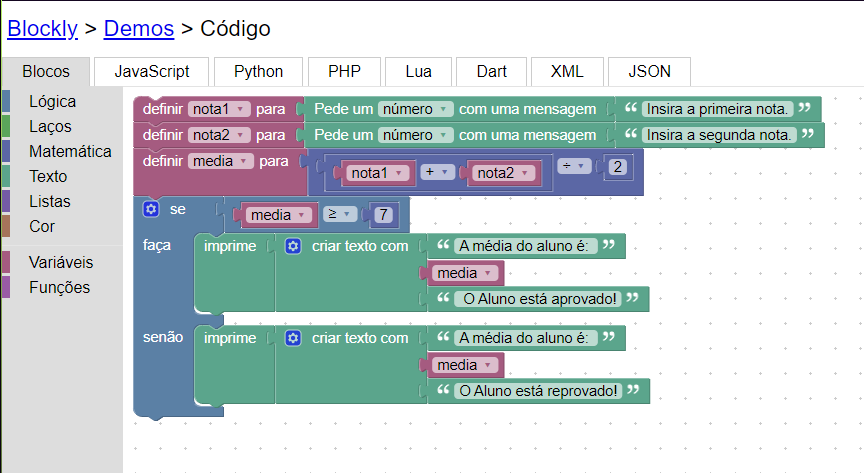 Blockly > Demos > Código
Blocos JavaScript Python PHP Lua Dart XML JSON
Lógica
Laços
Matemática
Texto
Listas
Cor
Variáveis
Funções
definir nota1 para Pede um número com uma mensagem “ Insira a primeira nota. ”
definir nota2 para Pede um número com uma mensagem “ Insira a segunda nota. ”
definir media para nota1 + nota2 ÷ 2
se media ≥ 7
faça imprime criar texto com “ A média do aluno é: ”
media
“ O Aluno está aprovado! ”
senão imprime criar texto com “ A média do aluno é: ”
media
“ O Aluno está reprovado! ”